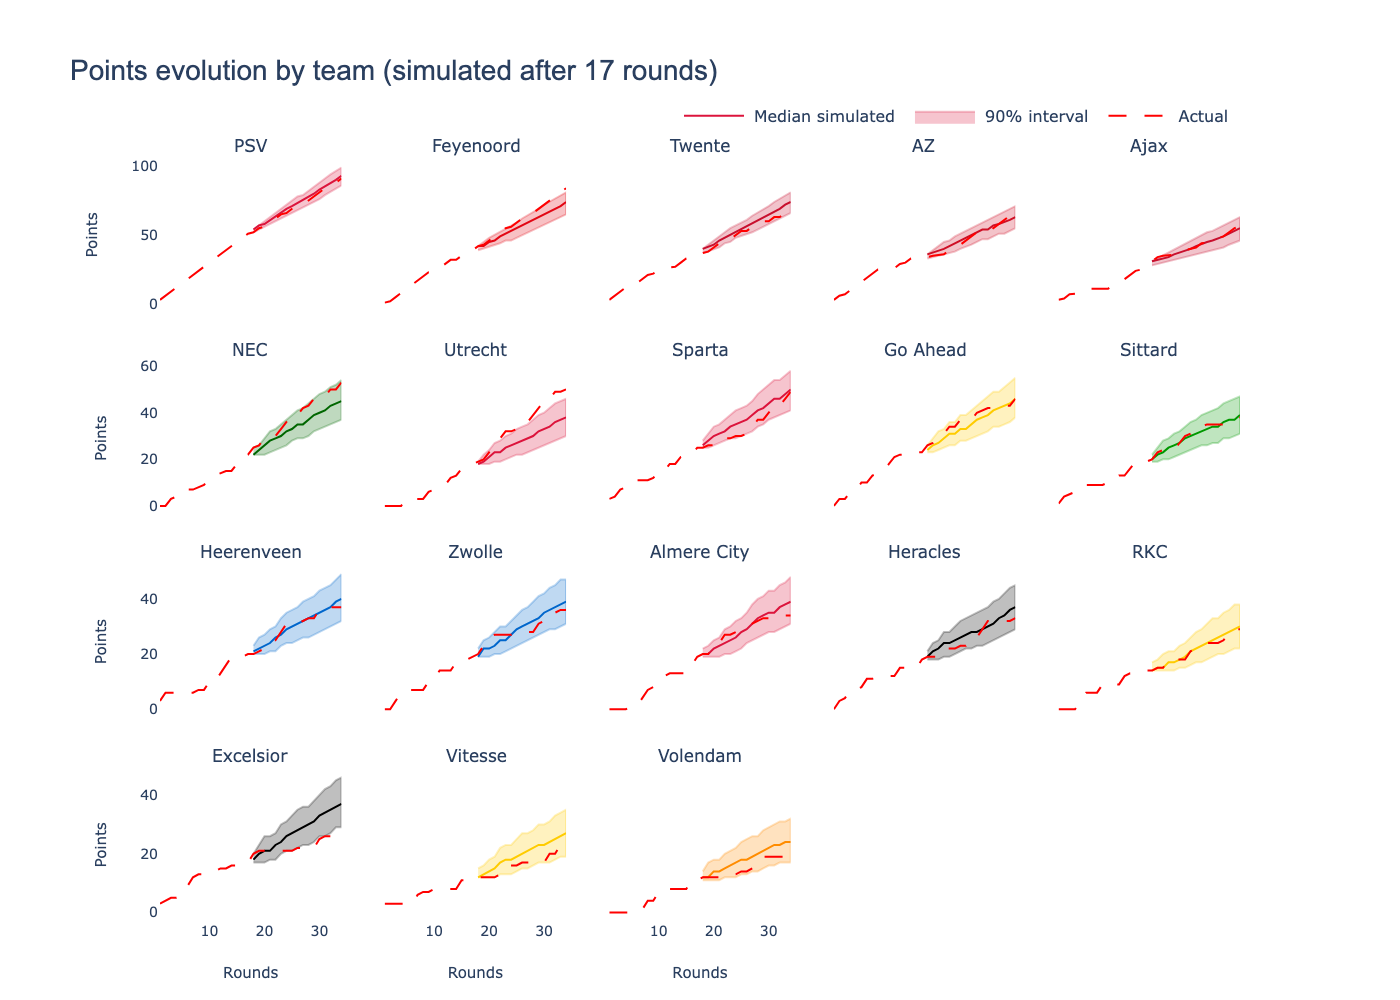 Points evolution by team (simulated after 17 rounds)
Median simulated 90% interval Actual
PSV Feyenoord Twente AZ Ajax
100
50
0
Points
NEC Utrecht Sparta Go Ahead Sittard
60
40
20
0
Points
Heerenveen Zwolle Almere City Heracles RKC
40
20
0
Points
Excelsior Vitesse Volendam
40
20
0
Points
10 20 30 10 20 30 10 20 30
Rounds Rounds Rounds